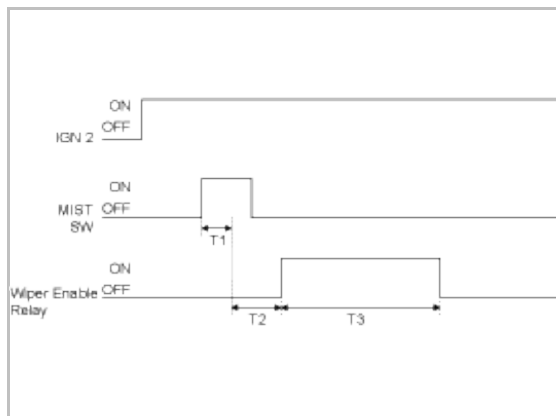 ON
OFF
IGN 2
ON
OFF
MIST
SW
T1
ON
OFF
Wiper Enable
Relay
T2
T3